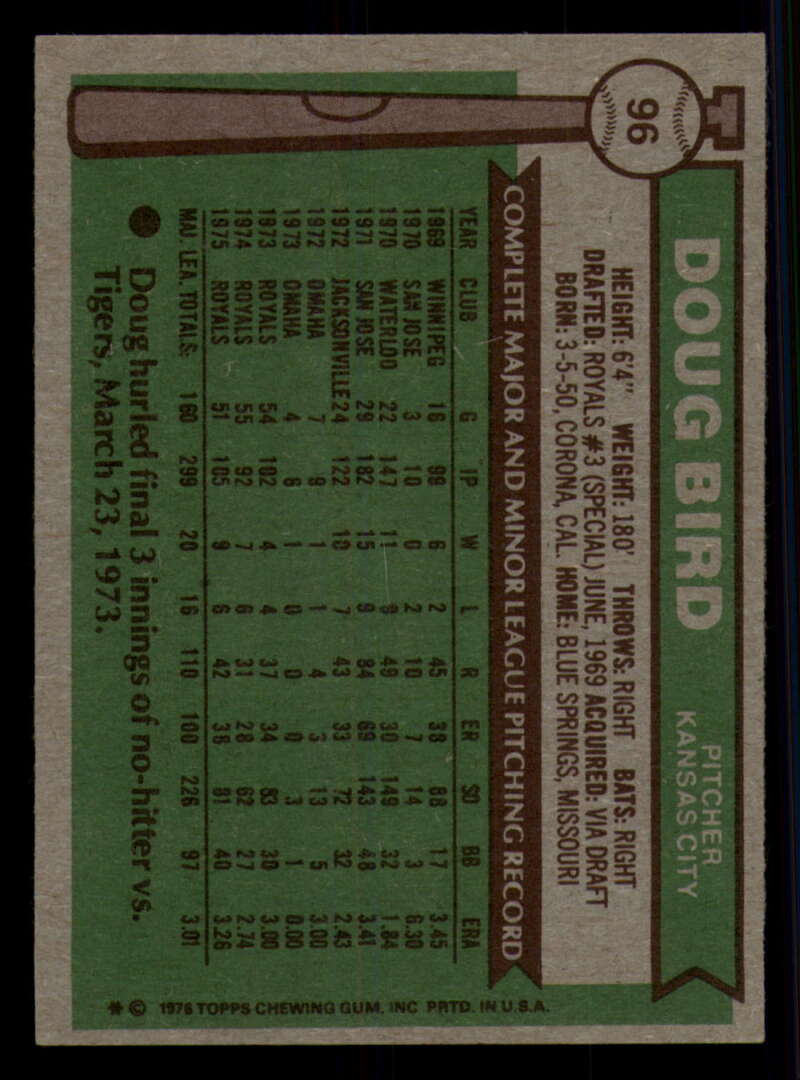 96
DOUG BIRD
PITCHER
KANSAS CITY
HEIGHT: 6'4" WEIGHT: 180' THROWS: RIGHT BATS: RIGHT
DRAFTED: ROYALS #3 (SPECIAL) JUNE, 1969 ACQUIRED: VIA DRAFT
BORN: 3-5-50, CORONA, CAL. HOME: BLUE SPRINGS, MISSOURI
COMPLETE MAJOR AND MINOR LEAGUE PITCHING RECORD
YEAR CLUB G IP W L R ER SO BB ERA
1969 WINNIPEG 16 98 6 2 45 38 88 17 3.45
1970 SAN JOSE 3 10 0 2 10 7 14 3 6.30
1970 WATERLOO 22 147 11 9 49 30 149 32 1.84
1971 SAN JOSE 29 182 15 9 84 69 143 48 3.41
1972 JACKSONVILLE 24 122 10 7 43 33 72 32 2.43
1972 OMAHA 7 9 1 1 4 3 13 5 3.00
1973 OMAHA 4 6 1 0 0 0 3 1 0.00
1973 ROYALS 54 102 4 4 37 34 83 30 3.00
1974 ROYALS 55 92 7 6 31 28 62 27 2.74
1975 ROYALS 51 105 9 6 42 38 81 40 3.26
MAJ. LEA. TOTALS: 160 299 20 16 110 100 226 97 3.01
● Doug hurled final 3 innings of no-hitter vs.
Tigers, March 23, 1973.
* © 1976 TOPPS CHEWING GUM, INC PRTD. IN U.S.A.